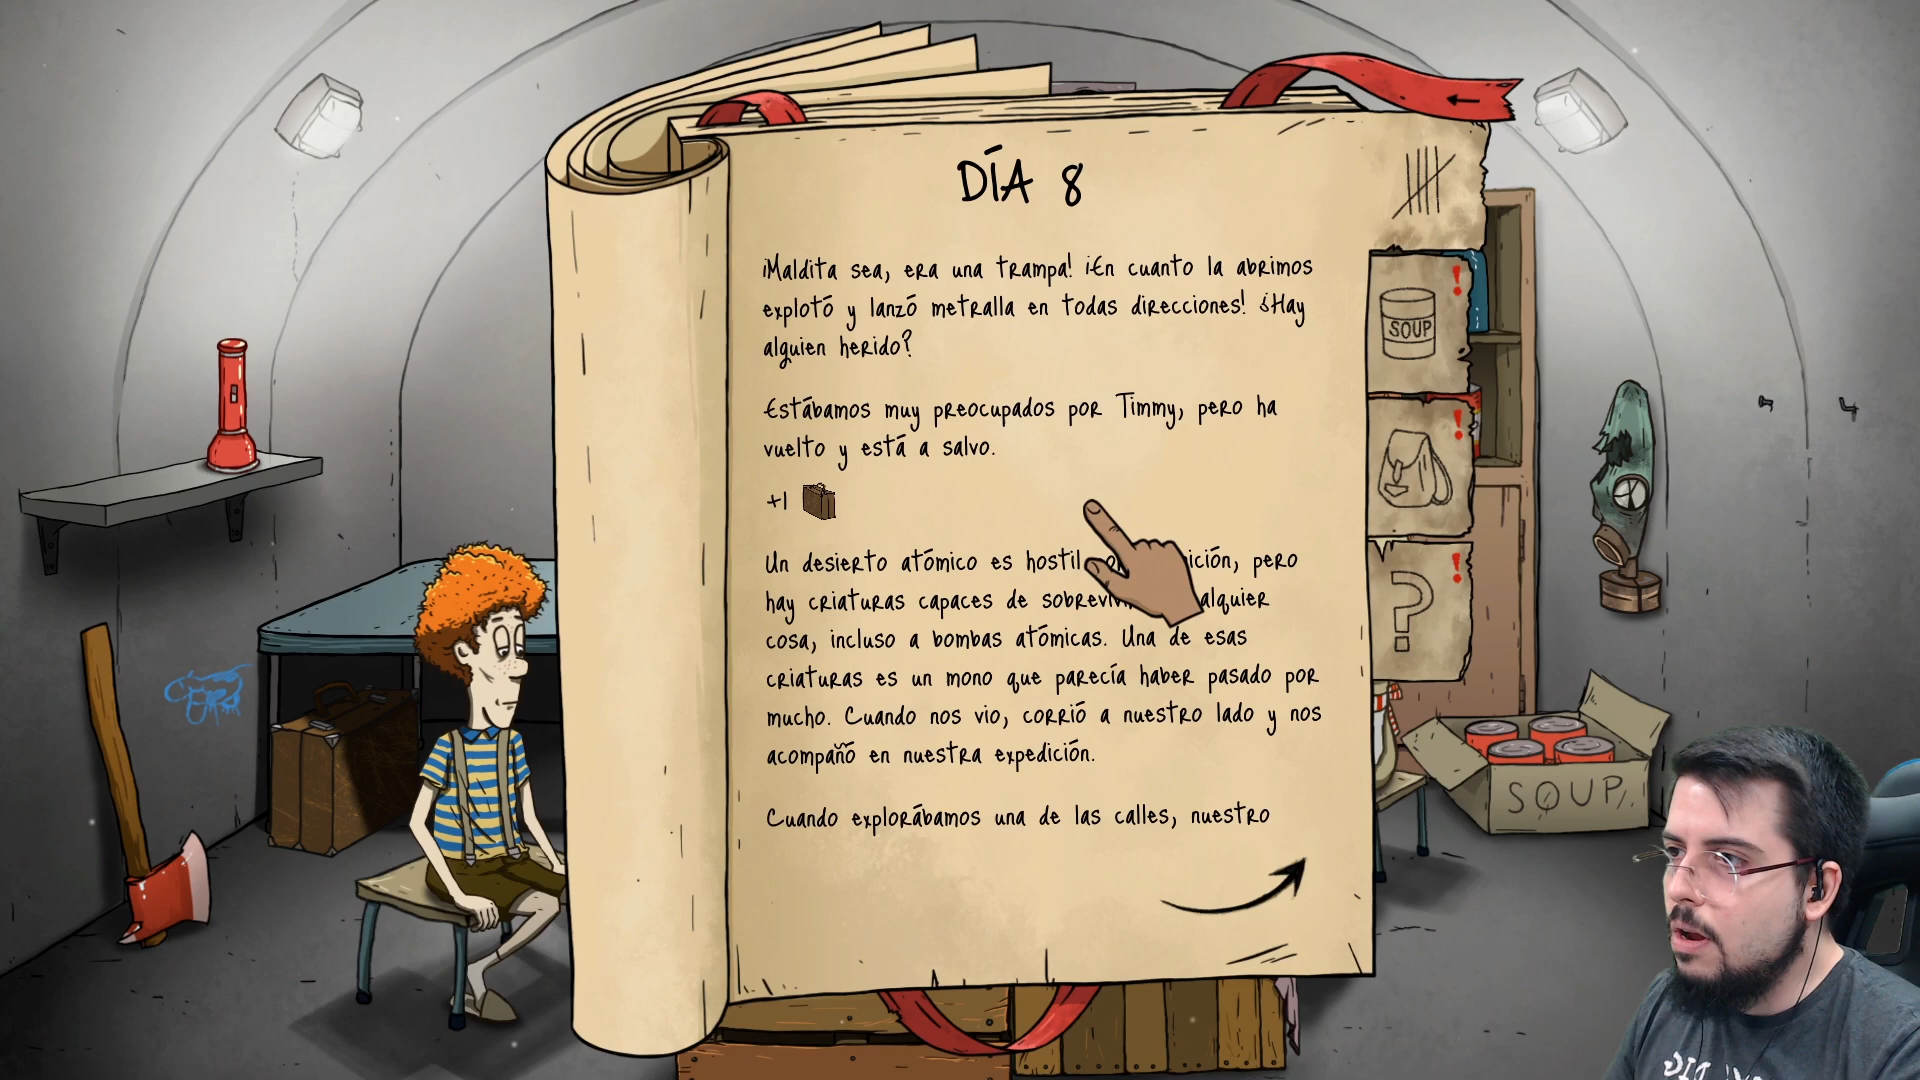 DÍA 8
¡Maldita sea, era una trampa! ¡En cuanto la abrimos
explotó y lanzó metralla en todas direcciones! ¿Hay
alguien herido?
Estábamos muy preocupados por Timmy, pero ha
vuelto y está a salvo.
+1
Un desierto atómico es hostil ición, pero
hay criaturas capaces de sobreviv alquier
cosa, incluso a bombas atómicas. Una de esas
criaturas es un mono que parecía haber pasado por
mucho. Cuando nos vio, corrió a nuestro lado y nos
acompañó en nuestra expedición.
Cuando explorábamos una de las calles, nuestro
SOUP
?
SOUP